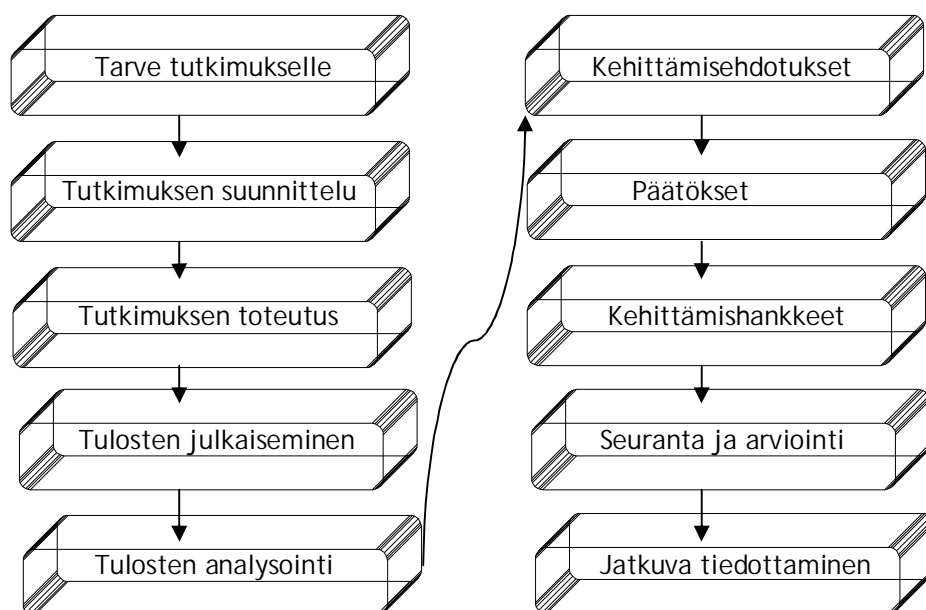 Tarve tutkimukselle
Tutkimuksen suunnittelu
Tutkimuksen toteutus
Tulosten julkaiseminen
Tulosten analysointi
Kehittämisehdotukset
Päätökset
Kehittämishankkeet
Seuranta ja arviointi
Jatkuva tiedottaminen